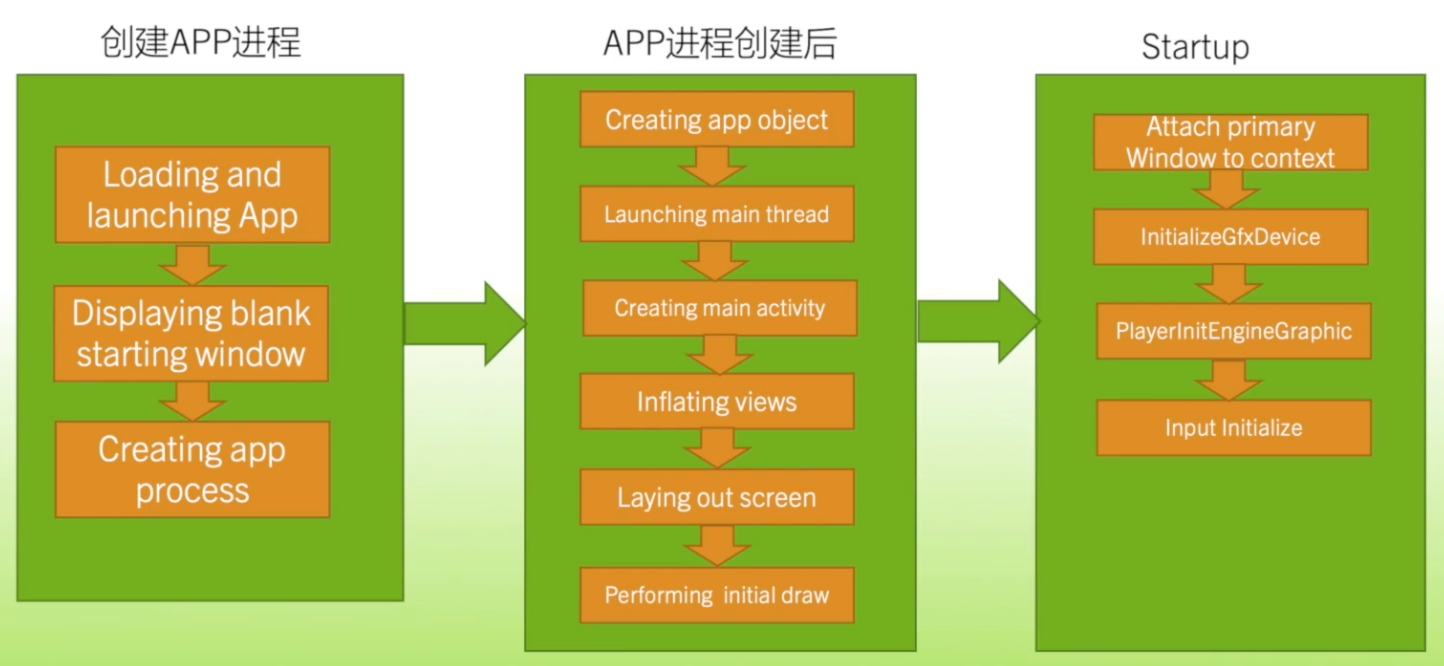 创建APP进程
Loading and
launching App
Displaying blank
starting window
Creating app
process
APP进程创建后
Creating app object
Launching main thread
Creating main activity
Inflating views
Laying out screen
Performing initial draw
Startup
Attach primary
Window to context
InitializeGfxDevice
PlayerInitEngineGraphic
Input Initialize